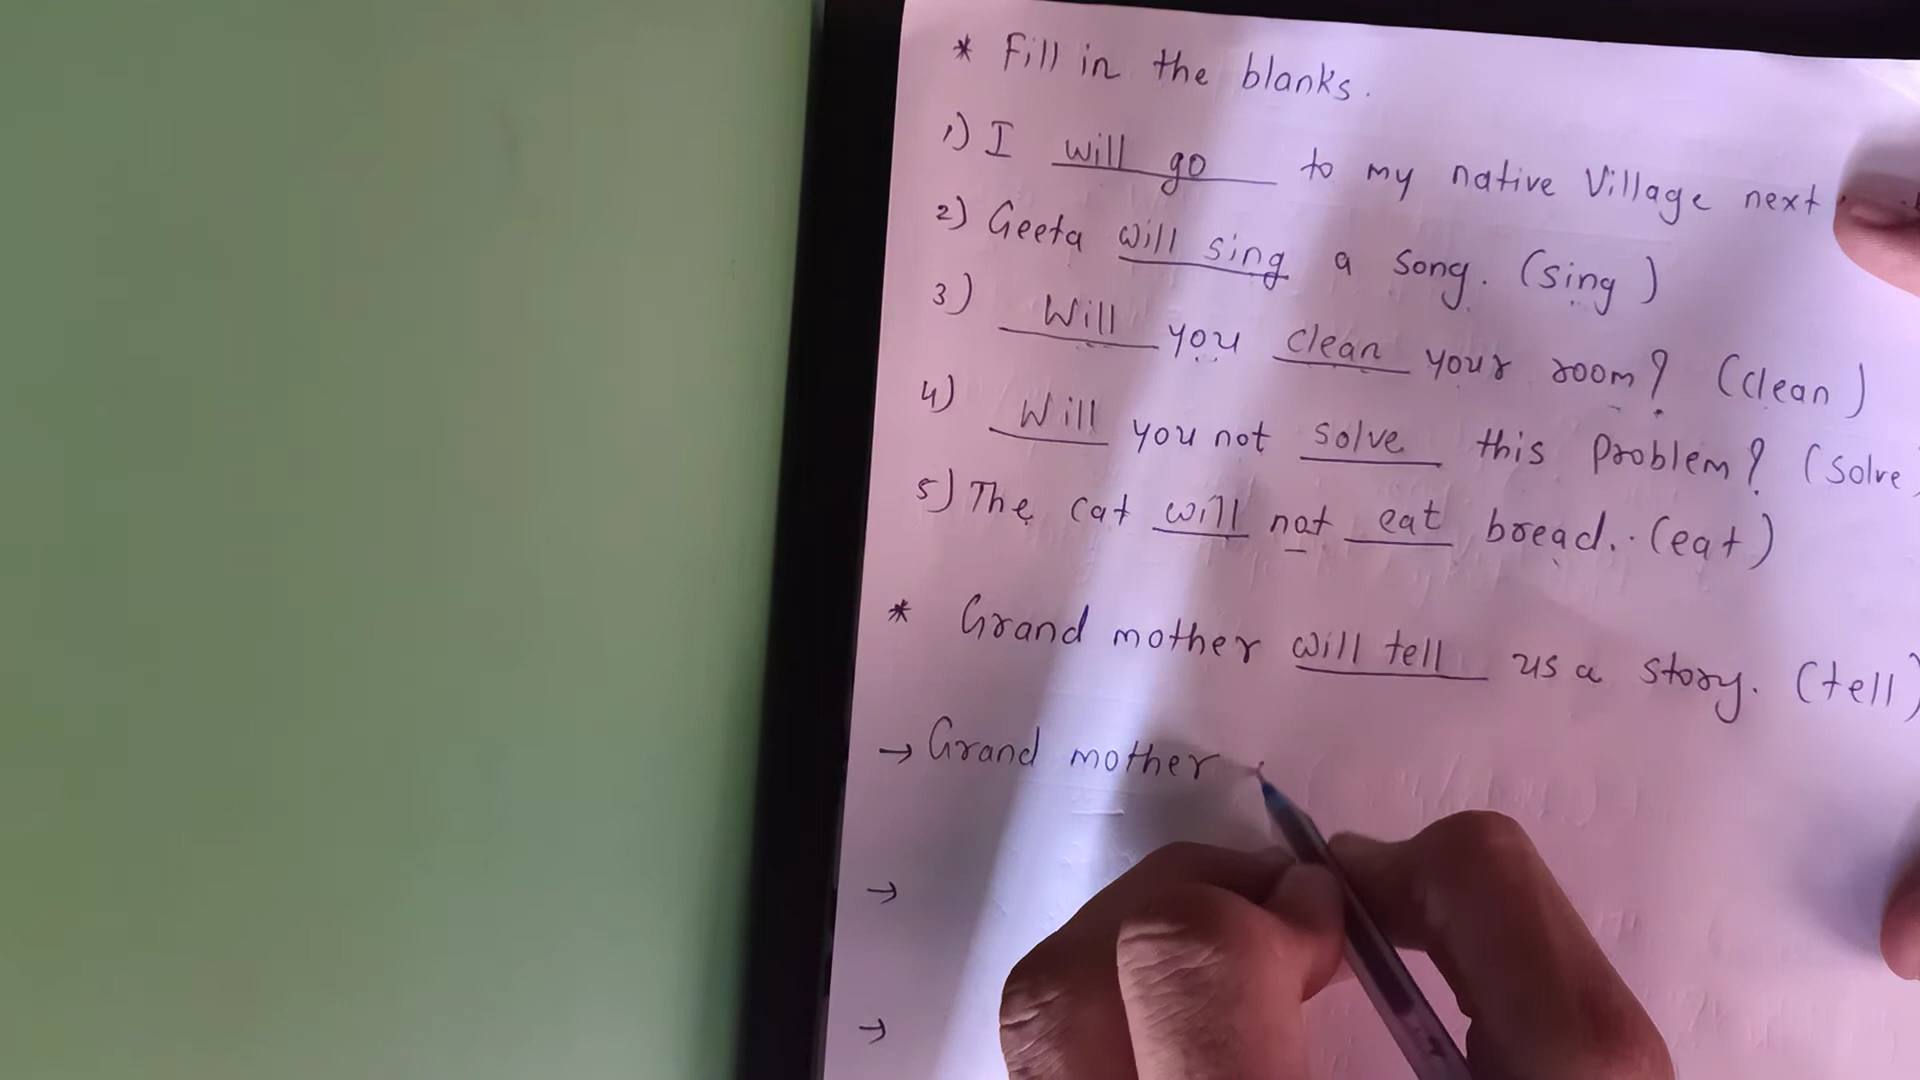 * Fill in the blanks.
1) I will go to my native Village next
2) Geeta will sing a song. (sing)
3) Will you clean your room? (clean)
4) Will you not solve this problem? (solve
5) The cat will not eat bread. (eat)
* Grand mother will tell us a story. (tell)
→ Grand mother
→
→